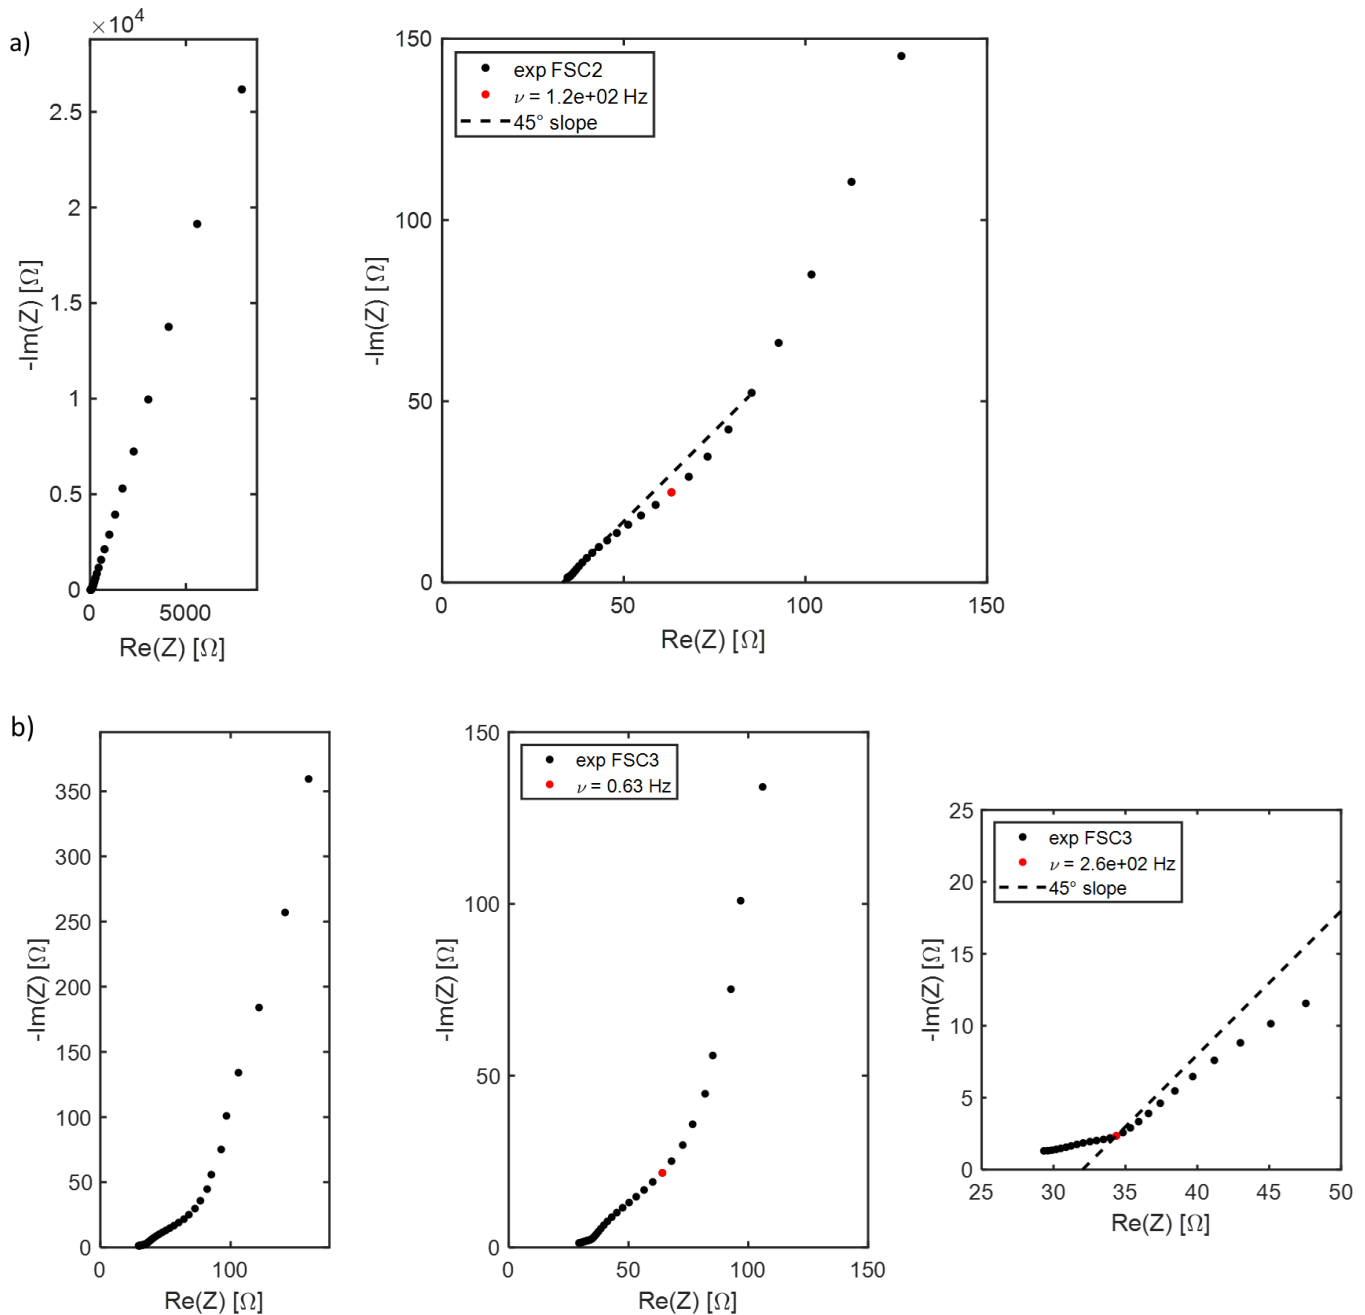 a)
×10⁴
2.5
2
1.5
1
0.5
0
0
5000
Re(Z) [Ω]
-Im(Z) [Ω]
150
100
50
0
0
50
100
150
Re(Z) [Ω]
-Im(Z) [Ω]
exp FSC2
ν = 1.2e+02 Hz
45° slope
b)
350
300
250
200
150
100
50
0
0
100
Re(Z) [Ω]
-Im(Z) [Ω]
150
100
50
0
0
50
100
150
Re(Z) [Ω]
-Im(Z) [Ω]
exp FSC3
ν = 0.63 Hz
25
20
15
10
5
0
25
30
35
40
45
50
Re(Z) [Ω]
-Im(Z) [Ω]
exp FSC3
ν = 2.6e+02 Hz
45° slope